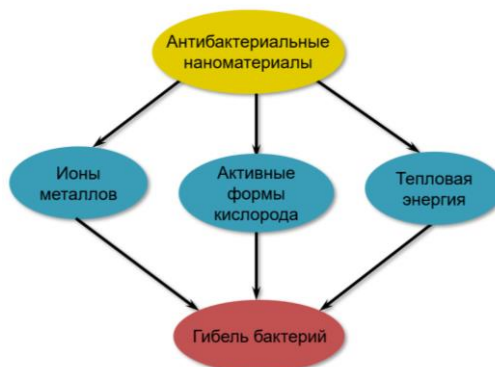 Антибактериальные
наноматериалы
Ионы
металлов
Активные
формы
кислорода
Тепловая
энергия
Гибель бактерий